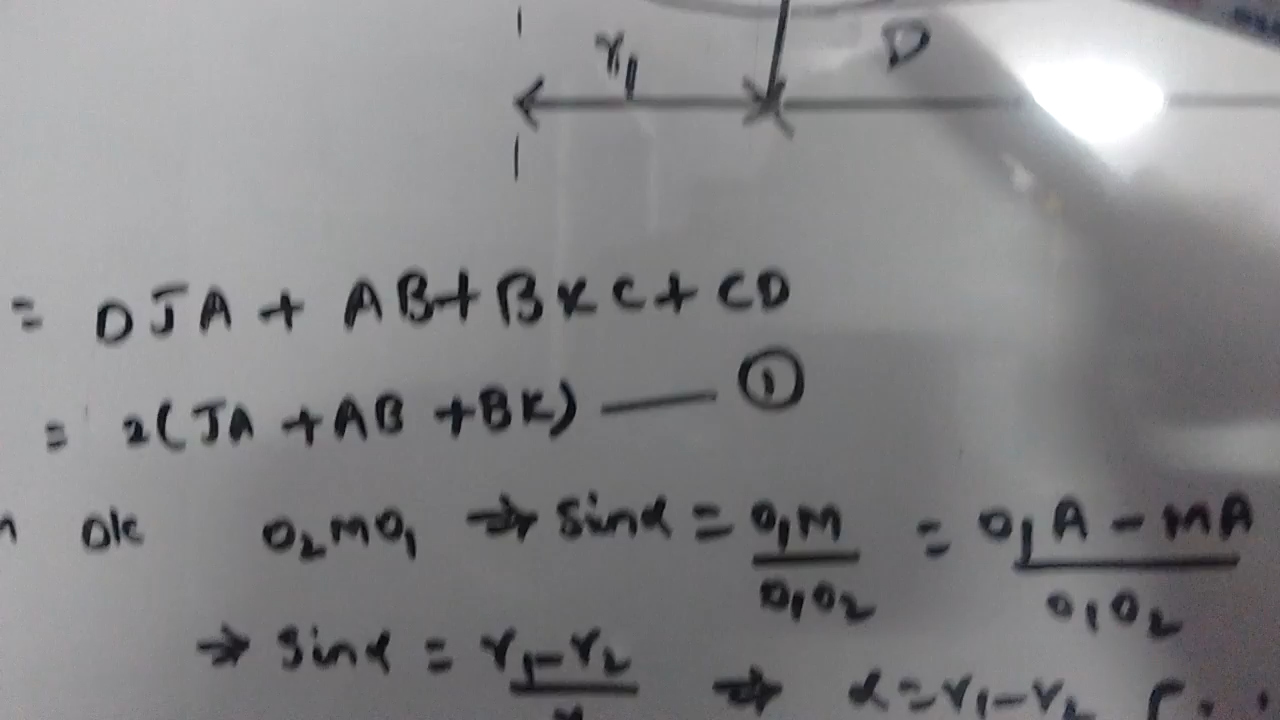 r₁ D
= DJA + AB + BKC + CD
= 2(JA + AB + BK) —— ①
Δle O₂MO₁ ⇒ Sinα = O₁M / O₁O₂ = O₁A - MA / O₁O₂
⇒ Sinα = r₁-r₂ / ⇒ α = r₁-r₂